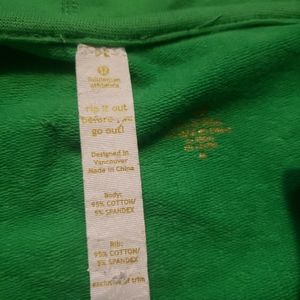 lululemon
athletica
rip it out
before you
go out!
Designed in
Vancouver
Made in China
Body:
95% COTTON/
5% SPANDEX
Rib:
95% COTTON/
5% SPANDEX
exclusive of trim